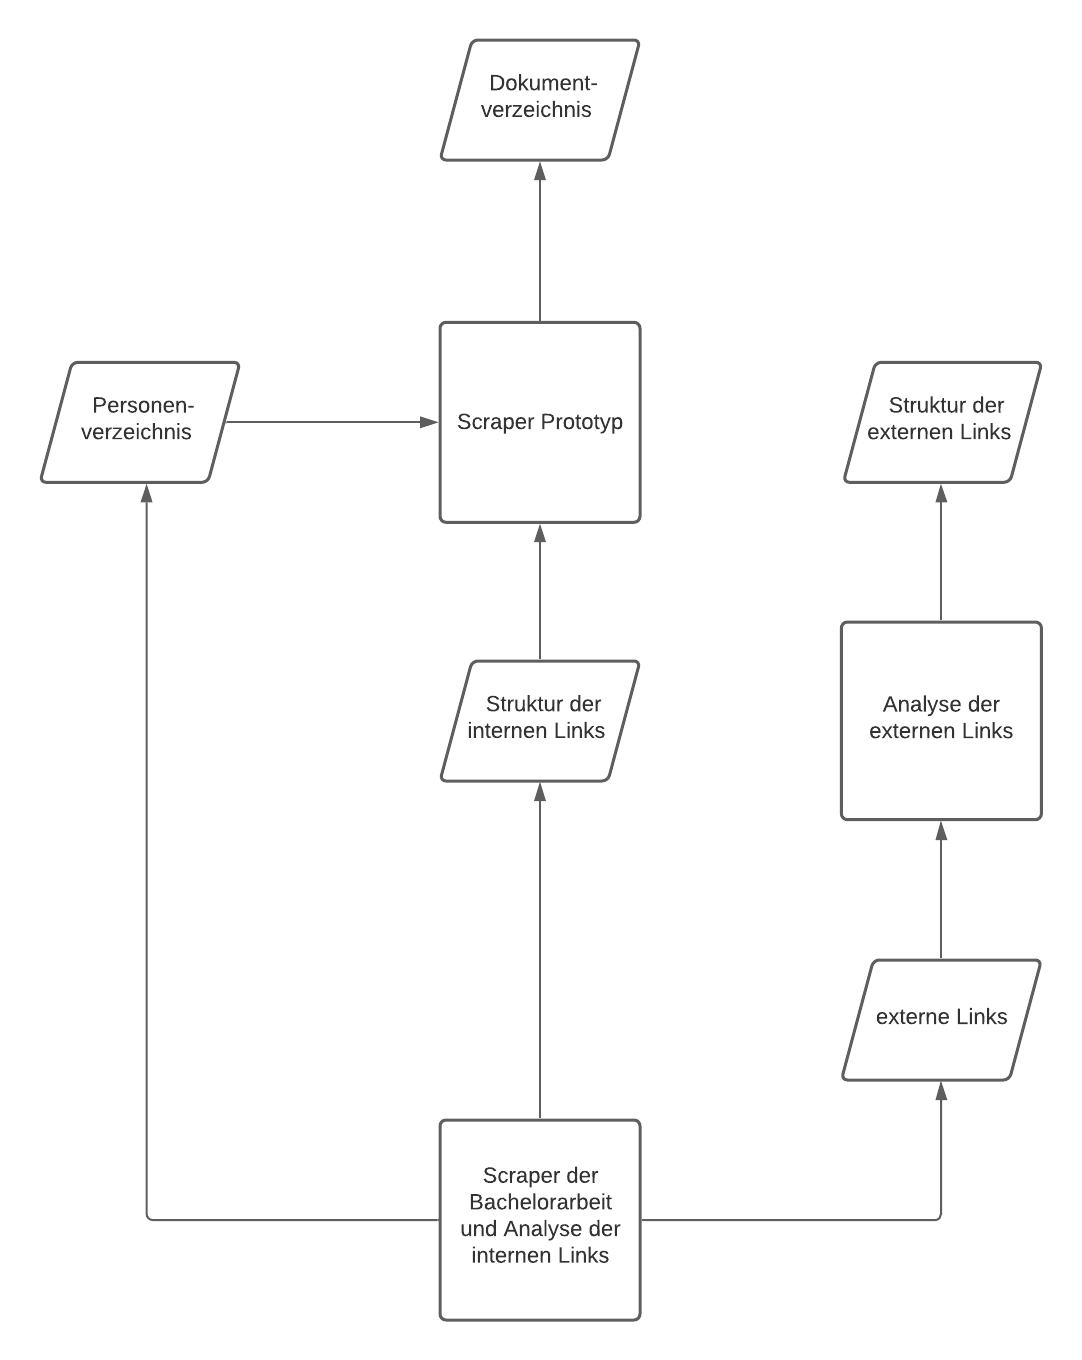 Dokument-
verzeichnis
Personen-
verzeichnis
Scraper Prototyp
Struktur der
externen Links
Struktur der
internen Links
Analyse der
externen Links
externe Links
Scraper der
Bachelorarbeit
und Analyse der
internen Links